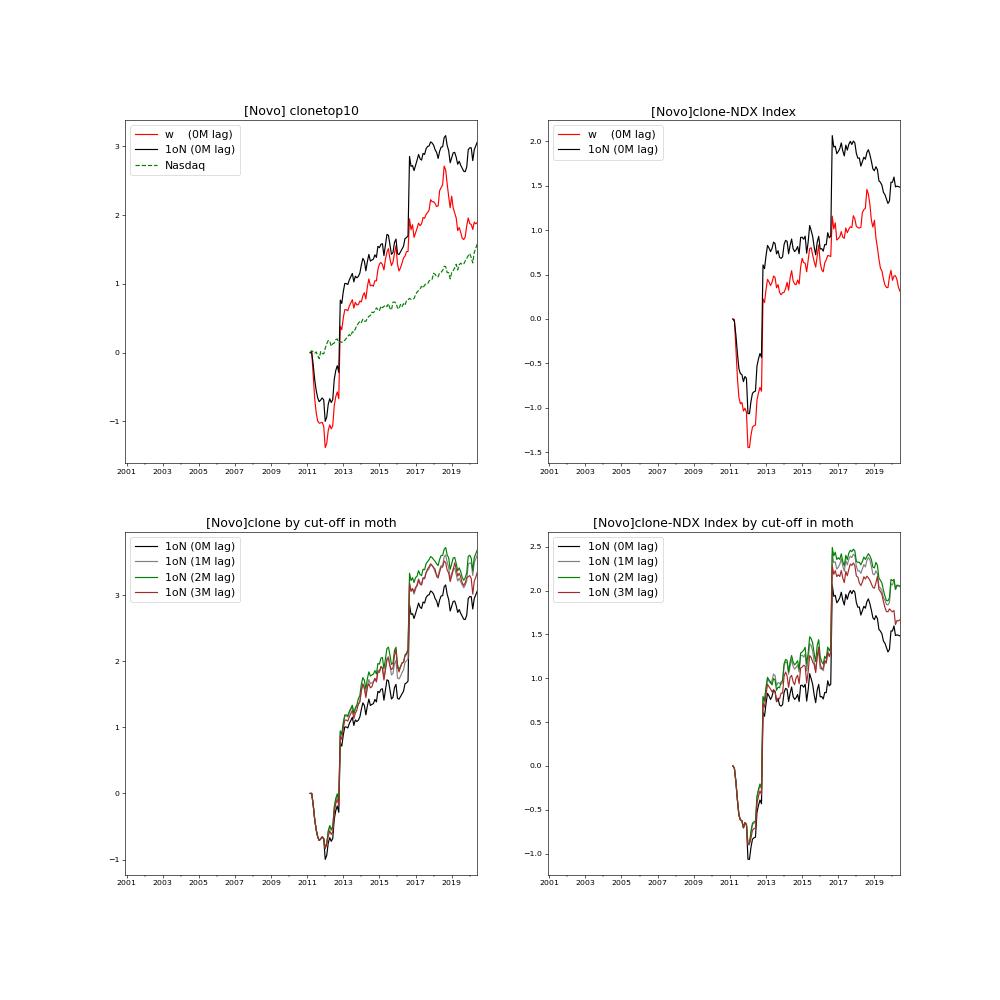 [Novo] clonetop10
w (0M lag)
1oN (0M lag)
Nasdaq
3
2
1
0
−1
2001 2003 2005 2007 2009 2011 2013 2015 2017 2019
[Novo]clone-NDX Index
w (0M lag)
1oN (0M lag)
2.0
1.5
1.0
0.5
0.0
−0.5
−1.0
−1.5
2001 2003 2005 2007 2009 2011 2013 2015 2017 2019
[Novo]clone by cut-off in moth
1oN (0M lag)
1oN (1M lag)
1oN (2M lag)
1oN (3M lag)
3
2
1
0
−1
2001 2003 2005 2007 2009 2011 2013 2015 2017 2019
[Novo]clone-NDX Index by cut-off in moth
1oN (0M lag)
1oN (1M lag)
1oN (2M lag)
1oN (3M lag)
2.5
2.0
1.5
1.0
0.5
0.0
−0.5
−1.0
2001 2003 2005 2007 2009 2011 2013 2015 2017 2019